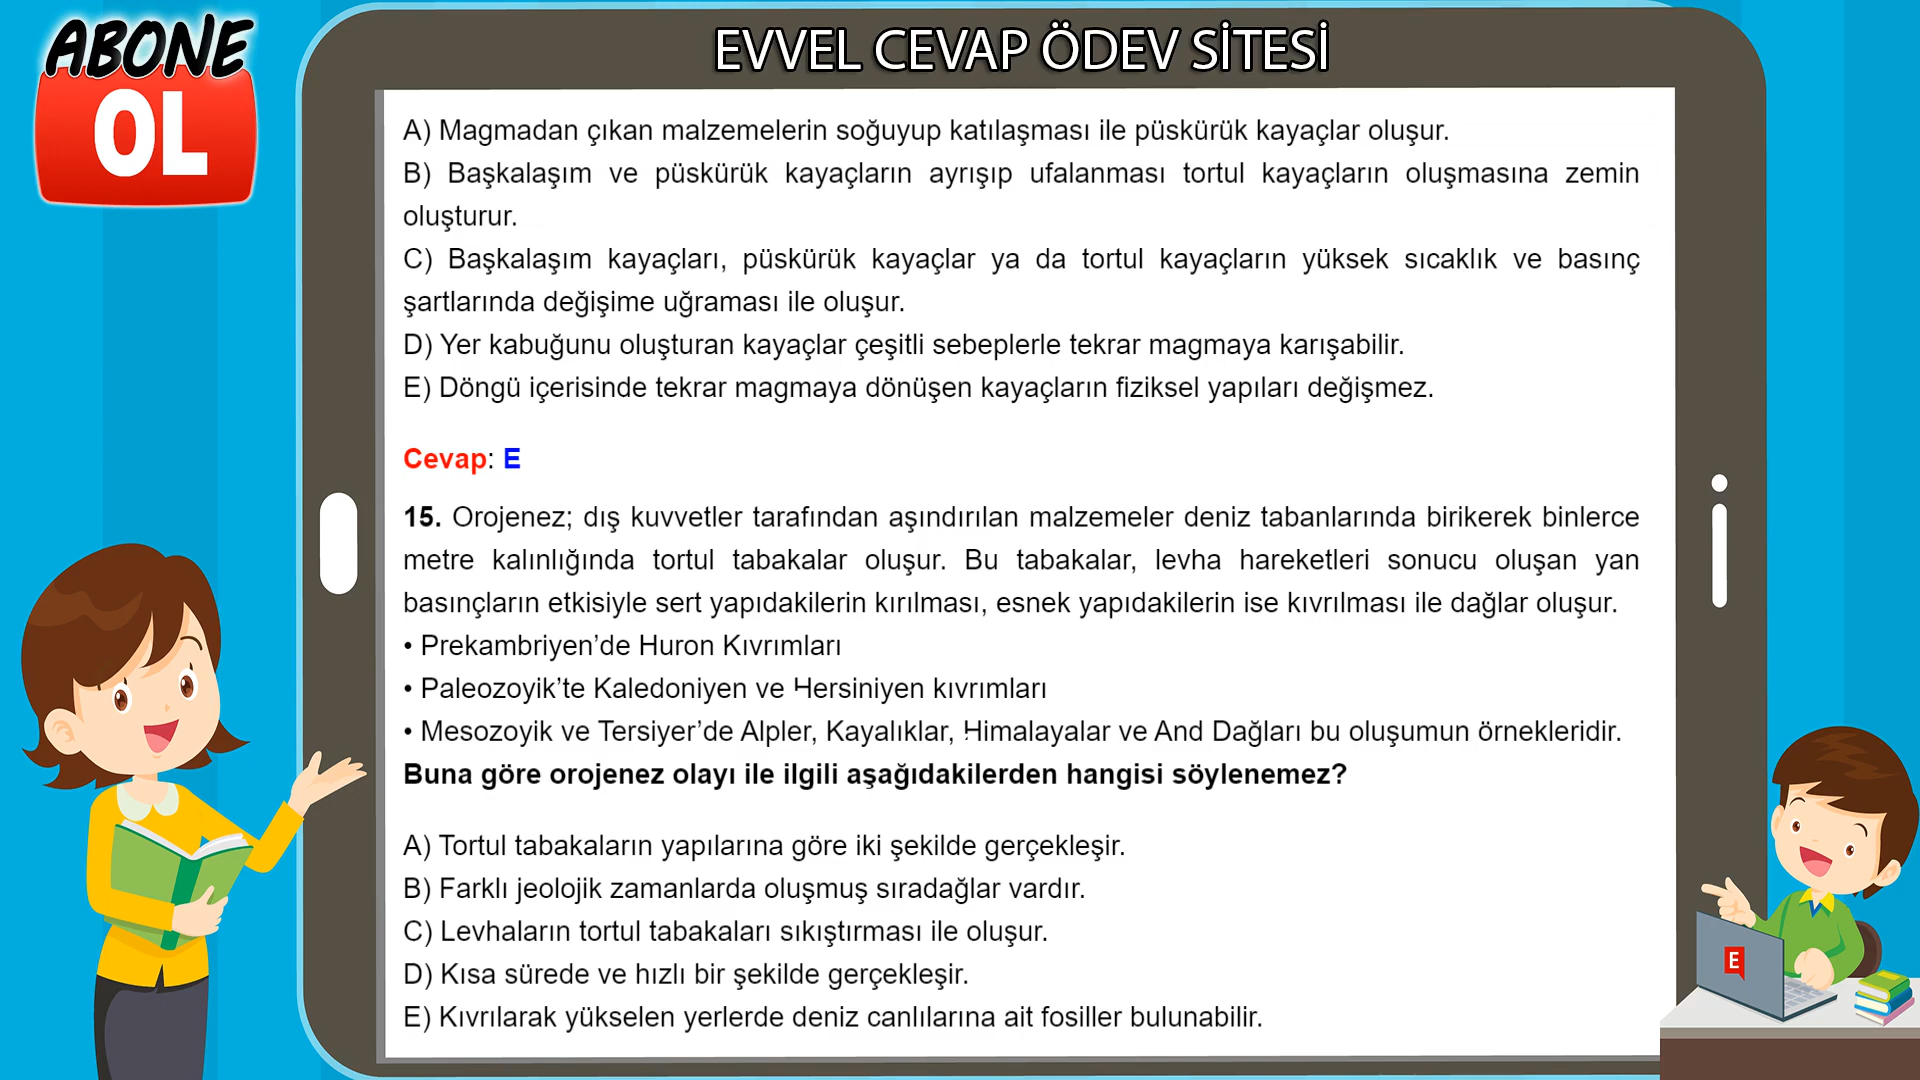 ABONE
OL
EVVEL CEVAP ÖDEV SİTESİ
A) Magmadan çıkan malzemelerin soğuyup katılaşması ile püskürük kayaçlar oluşur.
B) Başkalaşım ve püskürük kayaçların ayrışıp ufalanması tortul kayaçların oluşmasına zemin
oluşturur.
C) Başkalaşım kayaçları, püskürük kayaçlar ya da tortul kayaçların yüksek sıcaklık ve basınç
şartlarında değişime uğraması ile oluşur.
D) Yer kabuğunu oluşturan kayaçlar çeşitli sebeplerle tekrar magmaya karışabilir.
E) Döngü içerisinde tekrar magmaya dönüşen kayaçların fiziksel yapıları değişmez.
Cevap: E
15. Orojenez; dış kuvvetler tarafından aşındırılan malzemeler deniz tabanlarında birikerek binlerce
metre kalınlığında tortul tabakalar oluşur. Bu tabakalar, levha hareketleri sonucu oluşan yan
basınçların etkisiyle sert yapıdakilerin kırılması, esnek yapıdakilerin ise kıvrılması ile dağlar oluşur.
• Prekambriyen’de Huron Kıvrımları
• Paleozoyik’te Kaledoniyen ve Hersiniyen kıvrımları
• Mesozoyik ve Tersiyer’de Alpler, Kayalıklar, Himalayalar ve And Dağları bu oluşumun örnekleridir.
Buna göre orojenez olayı ile ilgili aşağıdakilerden hangisi söylenemez?
A) Tortul tabakaların yapılarına göre iki şekilde gerçekleşir.
B) Farklı jeolojik zamanlarda oluşmuş sıradağlar vardır.
C) Levhaların tortul tabakaları sıkıştırması ile oluşur.
D) Kısa sürede ve hızlı bir şekilde gerçekleşir.
E) Kıvrılarak yükselen yerlerde deniz canlılarına ait fosiller bulunabilir.
E